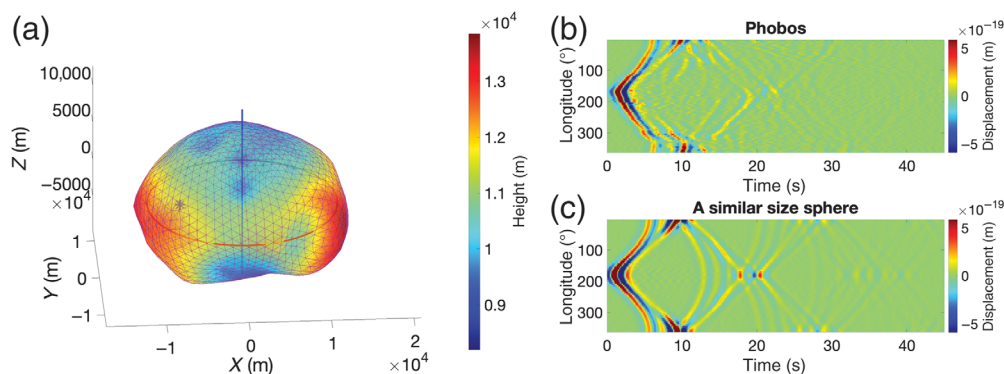 (a)
10,000
5000
0
−5000
Z (m)
× 10⁴
1
0
−1
Y (m)
−1
0
1
2
X (m)
× 10⁴
× 10⁴
1.3
1.2
1.1
1
0.9
Height (m)
(b)
Phobos
Longitude (°)
100
200
300
0
10
20
30
40
Time (s)
×10⁻¹⁹
5
0
−5
Displacement (m)
(c)
A similar size sphere
Longitude (°)
100
200
300
0
10
20
30
40
Time (s)
×10⁻¹⁹
5
0
−5
Displacement (m)